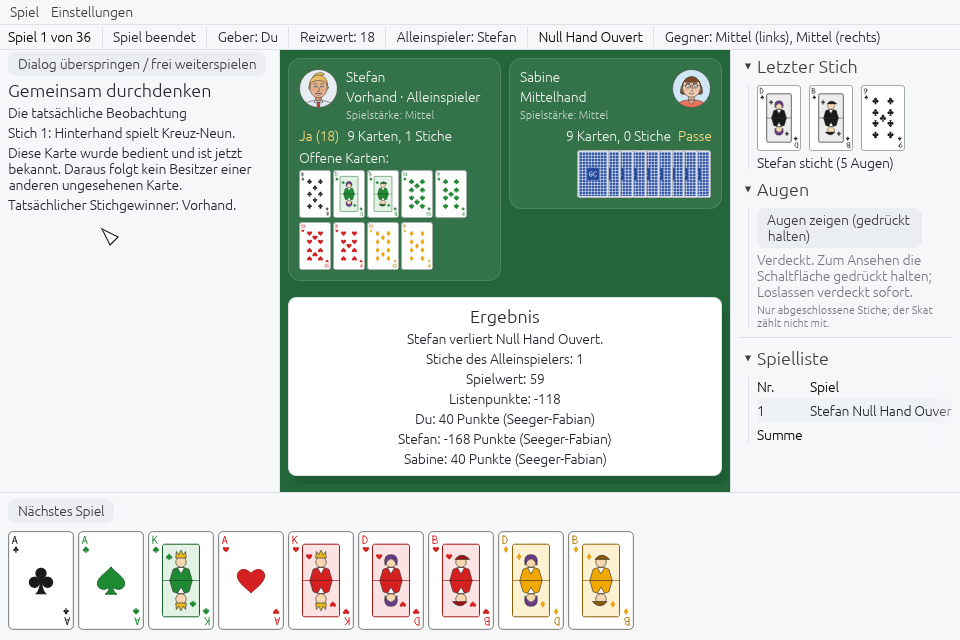 Spiel Einstellungen
Spiel 1 von 36 Spiel beendet Geber: Du Reizwert: 18 Alleinspieler: Stefan Null Hand Ouvert Gegner: Mittel (links), Mittel (rechts)
Dialog überspringen / frei weiterspielen
Gemeinsam durchdenken
Die tatsächliche Beobachtung
Stich 1: Hinterhand spielt Kreuz-Neun.
Diese Karte wurde bedient und ist jetzt
bekannt. Daraus folgt kein Besitzer einer
anderen ungesehenen Karte.
Tatsächlicher Stichgewinner: Vorhand.
Stefan
Vorhand · Alleinspieler
Spielstärke: Mittel
Ja (18) 9 Karten, 1 Stiche
Offene Karten:
Sabine
Mittelhand
Spielstärke: Mittel
9 Karten, 0 Stiche Passe
GC
Ergebnis
Stefan verliert Null Hand Ouvert.
Stiche des Alleinspielers: 1
Spielwert: 59
Listenpunkte: -118
Du: 40 Punkte (Seeger-Fabian)
Stefan: -168 Punkte (Seeger-Fabian)
Sabine: 40 Punkte (Seeger-Fabian)
Letzter Stich
D B 9
Stefan sticht (5 Augen)
Augen
Augen zeigen (gedrückt
halten)
Verdeckt. Zum Ansehen die
Schaltfläche gedrückt halten;
Loslassen verdeckt sofort.
Nur abgeschlossene Stiche; der Skat
zählt nicht mit.
Spielliste
Nr. Spiel
1 Stefan Null Hand Ouver
Summe
Nächstes Spiel
A A K A K D B D B
A A K A K D B D B